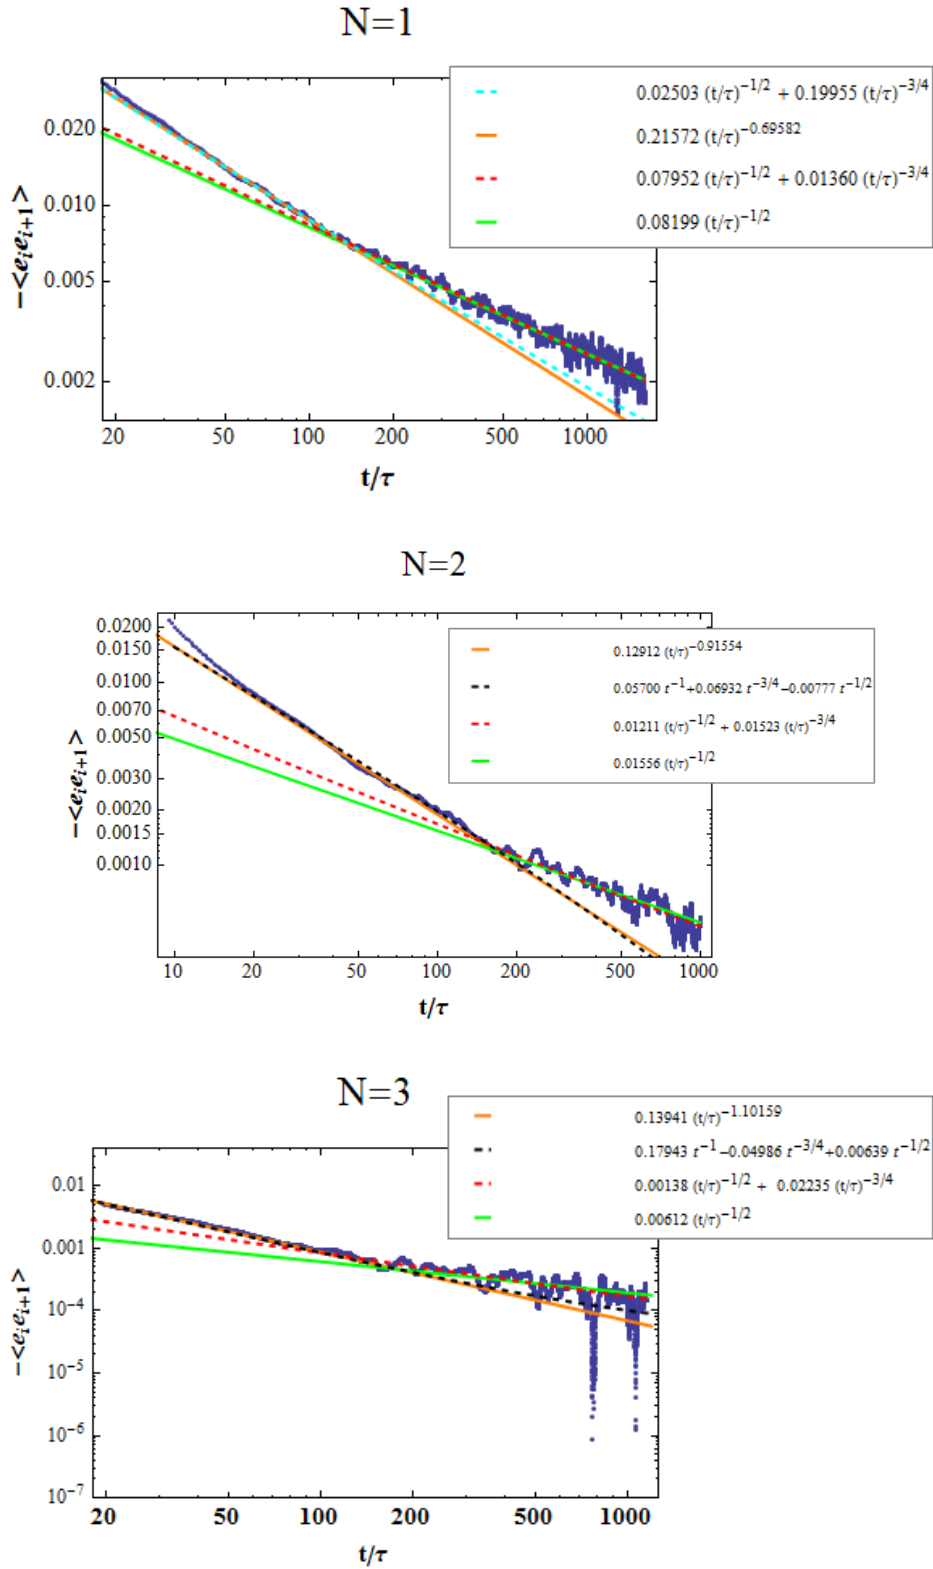 N=1
0.02503 (t/τ)^{-1/2} + 0.19955 (t/τ)^{-3/4}
0.21572 (t/τ)^{-0.69582}
0.07952 (t/τ)^{-1/2} + 0.01360 (t/τ)^{-3/4}
0.08199 (t/τ)^{-1/2}
0.020
0.010
0.005
0.002
-<e_i e_{i+1}>
20 50 100 200 500 1000
t/τ
N=2
0.12912 (t/τ)^{-0.91554}
0.05700 t^{-1}+0.06932 t^{-3/4}-0.00777 t^{-1/2}
0.01211 (t/τ)^{-1/2} + 0.01523 (t/τ)^{-3/4}
0.01556 (t/τ)^{-1/2}
0.0200
0.0150
0.0100
0.0070
0.0050
0.0030
0.0020
0.0015
0.0010
-<e_i e_{i+1}>
10 20 50 100 200 500 1000
t/τ
N=3
0.13941 (t/τ)^{-1.10159}
0.17943 t^{-1}-0.04986 t^{-3/4}+0.00639 t^{-1/2}
0.00138 (t/τ)^{-1/2} + 0.02235 (t/τ)^{-3/4}
0.00612 (t/τ)^{-1/2}
0.01
0.001
10^{-4}
10^{-5}
10^{-6}
10^{-7}
-<e_i e_{i+1}>
20 50 100 200 500 1000
t/τ